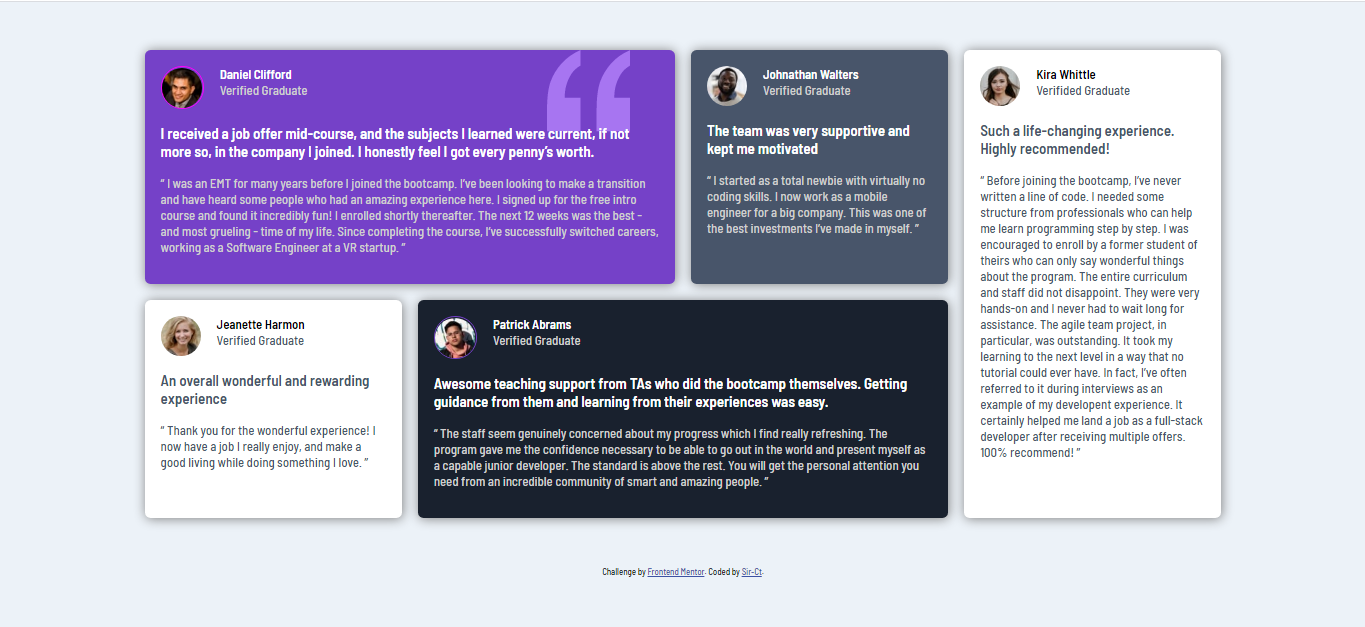 Daniel Clifford
Verified Graduate
I received a job offer mid-course, and the subjects I learned were current, if not
more so, in the company I joined. I honestly feel I got every penny’s worth.
“ I was an EMT for many years before I joined the bootcamp. I’ve been looking to make a transition
and have heard some people who had an amazing experience here. I signed up for the free intro
course and found it incredibly fun! I enrolled shortly thereafter. The next 12 weeks was the best -
and most grueling - time of my life. Since completing the course, I’ve successfully switched careers,
working as a Software Engineer at a VR startup. ”
Johnathan Walters
Verified Graduate
The team was very supportive and
kept me motivated
“ I started as a total newbie with virtually no
coding skills. I now work as a mobile
engineer for a big company. This was one of
the best investments I’ve made in myself. ”
Kira Whittle
Verifided Graduate
Such a life-changing experience.
Highly recommended!
“ Before joining the bootcamp, I’ve never
written a line of code. I needed some
structure from professionals who can help
me learn programming step by step. I was
encouraged to enroll by a former student of
theirs who can only say wonderful things
about the program. The entire curriculum
and staff did not disappoint. They were very
hands-on and I never had to wait long for
assistance. The agile team project, in
particular, was outstanding. It took my
learning to the next level in a way that no
tutorial could ever have. In fact, I’ve often
referred to it during interviews as an
example of my developent experience. It
certainly helped me land a job as a full-stack
developer after receiving multiple offers.
100% recommend! ”
Jeanette Harmon
Verified Graduate
An overall wonderful and rewarding
experience
“ Thank you for the wonderful experience! I
now have a job I really enjoy, and make a
good living while doing something I love. ”
Patrick Abrams
Verified Graduate
Awesome teaching support from TAs who did the bootcamp themselves. Getting
guidance from them and learning from their experiences was easy.
“ The staff seem genuinely concerned about my progress which I find really refreshing. The
program gave me the confidence necessary to be able to go out in the world and present myself as
a capable junior developer. The standard is above the rest. You will get the personal attention you
need from an incredible community of smart and amazing people. ”
Challenge by Frontend Mentor. Coded by Sir-Ct.